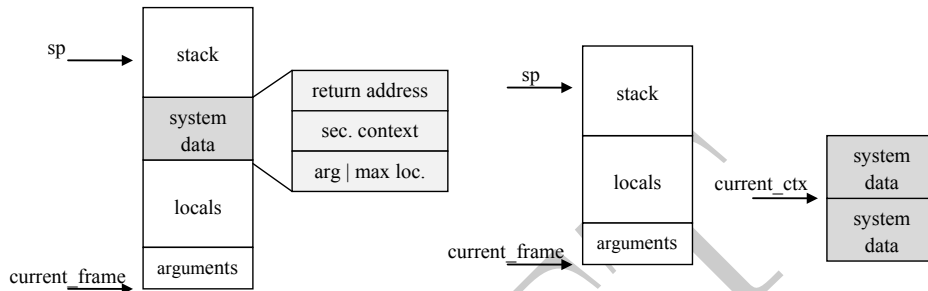 sp
stack
system
data
return address
sec. context
arg | max loc.
locals
arguments
current_frame
sp
stack
locals
arguments
current_frame
current_ctx
system
data
system
data